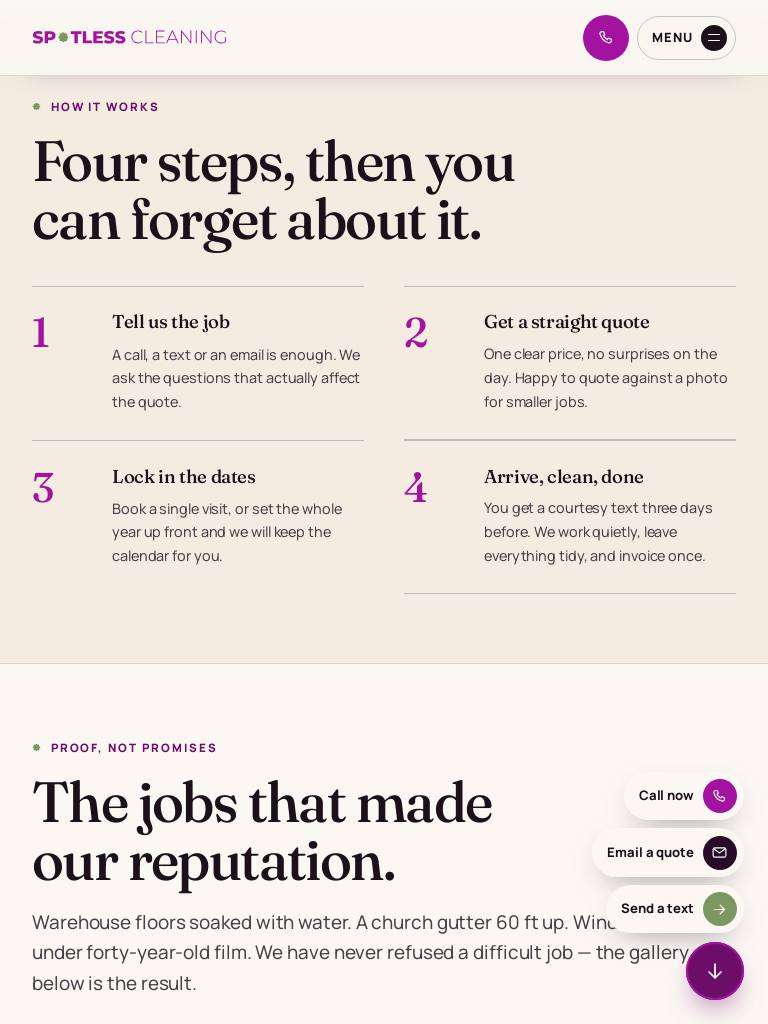 SPOTLESS CLEANING
MENU
HOW IT WORKS
Four steps, then you
can forget about it.
1
Tell us the job
A call, a text or an email is enough. We
ask the questions that actually affect
the quote.
2
Get a straight quote
One clear price, no surprises on the
day. Happy to quote against a photo
for smaller jobs.
3
Lock in the dates
Book a single visit, or set the whole
year up front and we will keep the
calendar for you.
4
Arrive, clean, done
You get a courtesy text three days
before. We work quietly, leave
everything tidy, and invoice once.
PROOF, NOT PROMISES
The jobs that made
our reputation.
Warehouse floors soaked with water. A church gutter 60 ft up.
under forty-year-old film. We have never refused a difficult job — the gallery
below is the result.
Call now
Email a quote
Send a text